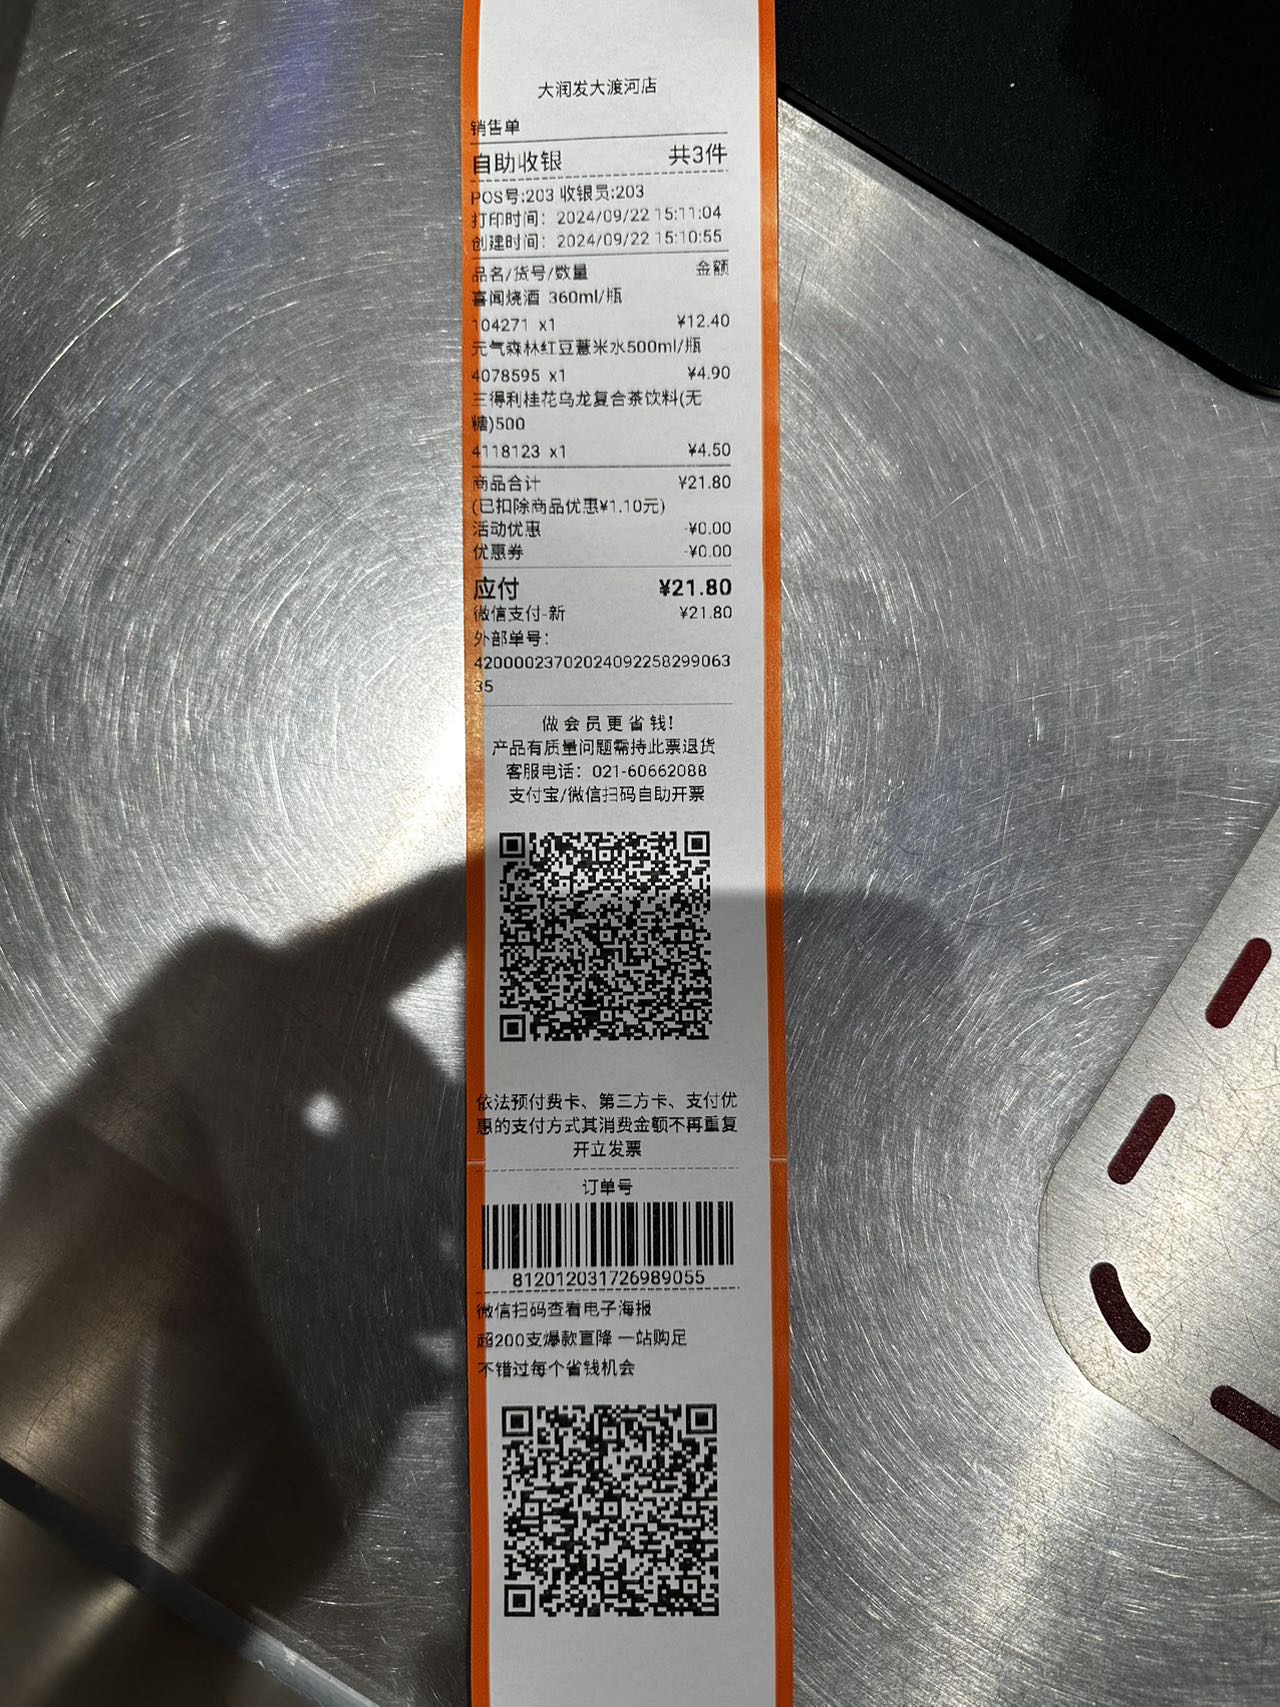 大润发大渡河店
销售单
自助收银 共3件
POS号:203 收银员:203
打印时间：2024/09/22 15:11:04
创建时间：2024/09/22 15:10:55
品名/货号/数量 金额
喜闻烧酒 360ml/瓶
104271 x1 ¥12.40
元气森林红豆薏米水500ml/瓶
4078595 x1 ¥4.90
三得利桂花乌龙复合茶饮料(无
糖)500
4118123 x1 ¥4.50
商品合计 ¥21.80
(已扣除商品优惠¥1.10元)
活动优惠 -¥0.00
优惠券 -¥0.00
应付 ¥21.80
微信支付-新 ¥21.80
外部单号：
42000023702024092258299063
35
做会员更省钱!
产品有质量问题需持此票退货
客服电话：021-60662088
支付宝/微信扫码自助开票
依法预付费卡、第三方卡、支付优
惠的支付方式其消费金额不再重复
开立发票
订单号
812012031726989055
微信扫码查看电子海报
超200支爆款直降 一站购足
不错过每个省钱机会